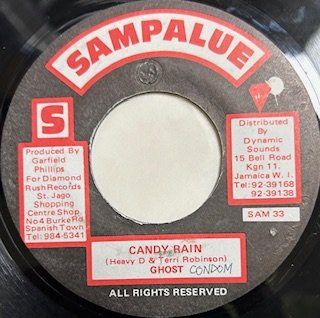 SAMPALUE
S
Produced By
Garfield
Phillips
For Diamond
Rush Records
St. Jago
Shopping
Centre Shop
No4 Burke Rd.
Spanish Town
Tel: 984-5341
Distributed
By
Dynamic
Sounds
15 Bell Road
Kgn 11.
Jamaica W. I.
Tel: 92-39168
92-39138
SAM 33
CANDY RAIN
(Heavy D & Terri Robinson)
GHOST CONDOM
ALL RIGHTS RESERVED